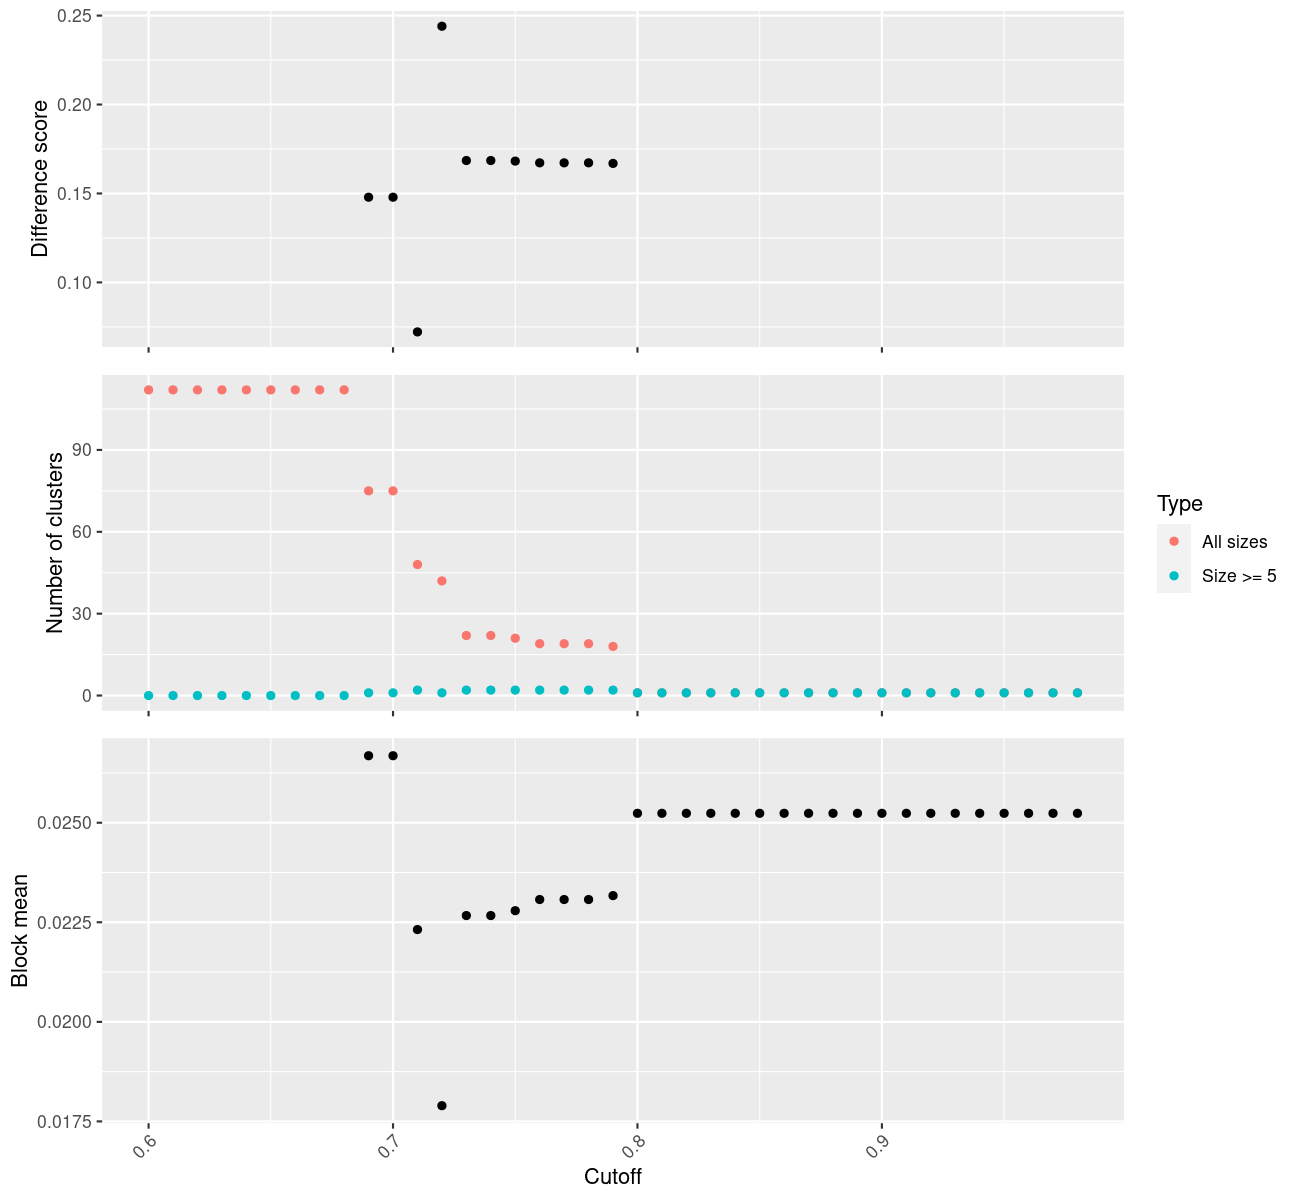 0.25
0.20
0.15
0.10
Difference score
90
60
30
0
Number of clusters
Type
All sizes
Size >= 5
0.0250
0.0225
0.0200
0.0175
Block mean
0.6
0.7
0.8
0.9
Cutoff